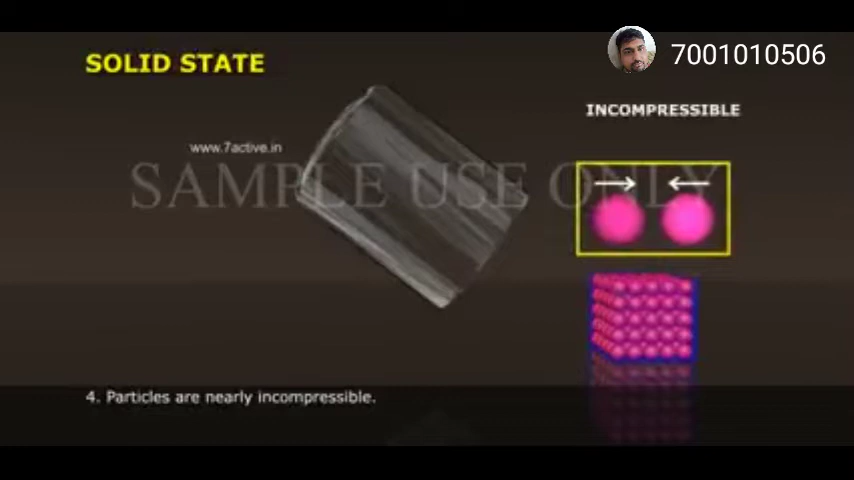 SOLID STATE
7001010506
INCOMPRESSIBLE
www.7active.in
SAMPLE USE ONLY
4. Particles are nearly incompressible.